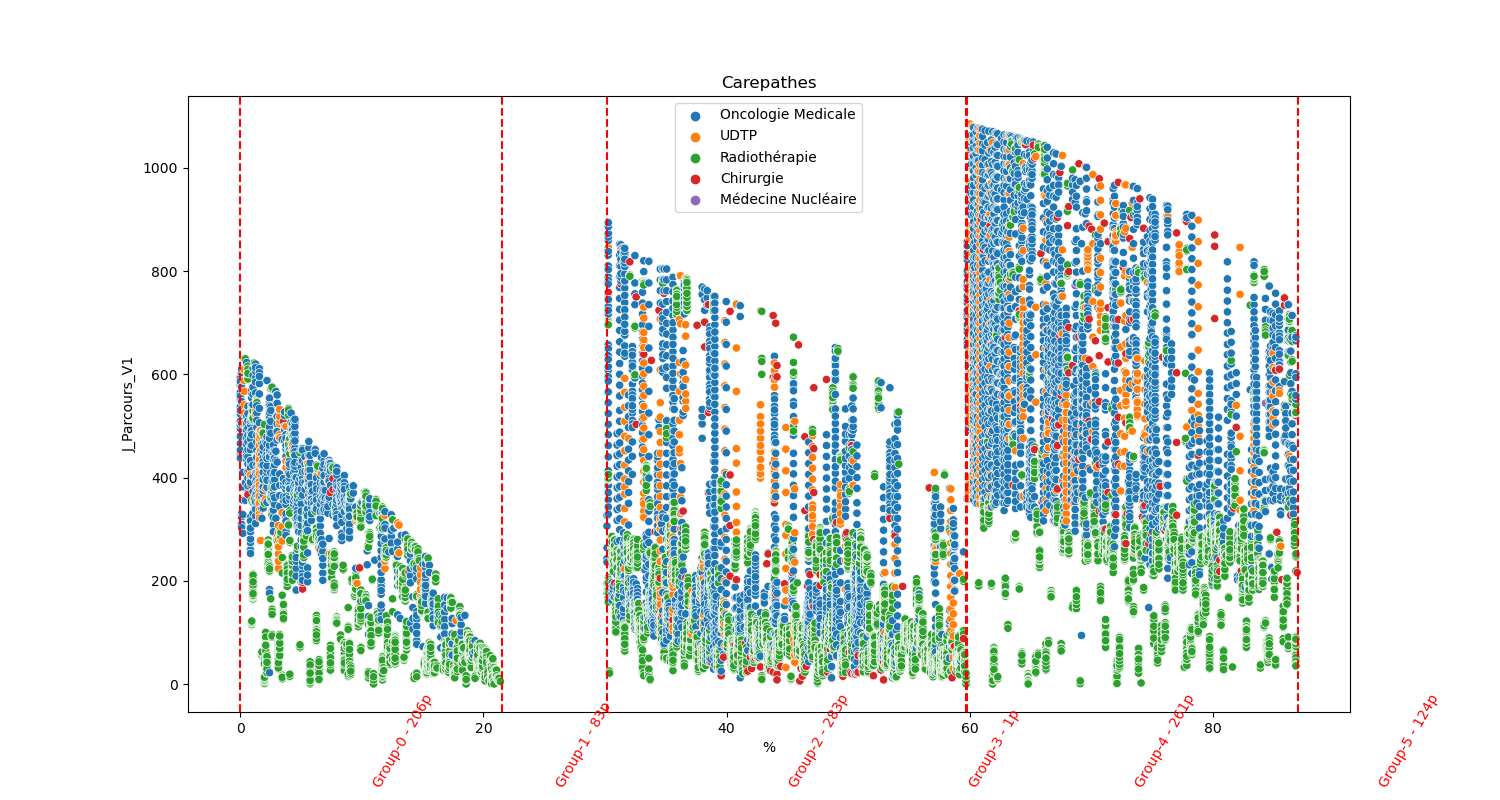 Carepathes
Oncologie Medicale
UDTP
Radiothérapie
Chirurgie
Médecine Nucléaire
J_Parcours_V1
1000
800
600
400
200
0
0 20 40 60 80
%
Group-0 - 206p
Group-1 - 83p
Group-2 - 283p
Group-3 - 1p
Group-4 - 261p
Group-5 - 124p